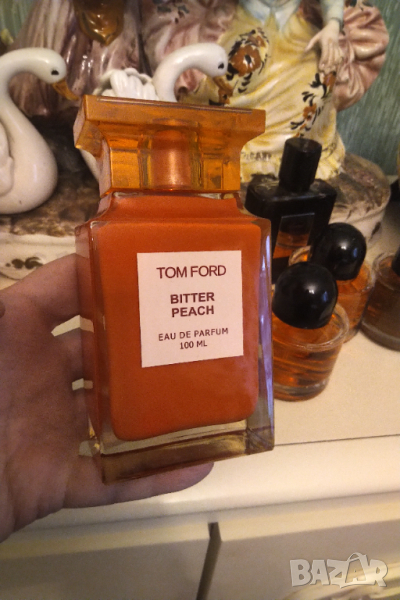 TOM FORD
BITTER
PEACH
EAU DE PARFUM
100 ML
BAZAR